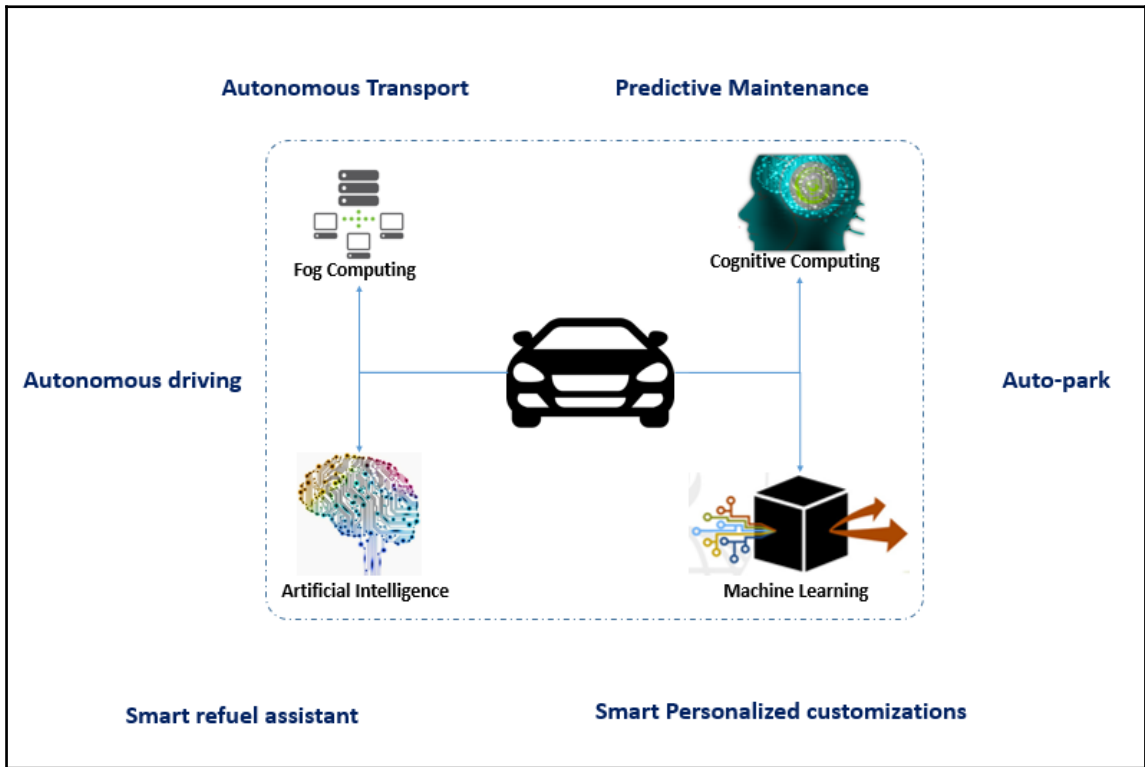 Autonomous Transport
Predictive Maintenance
Fog Computing
Cognitive Computing
Autonomous driving
Auto-park
Artificial Intelligence
Machine Learning
Smart refuel assistant
Smart Personalized customizations